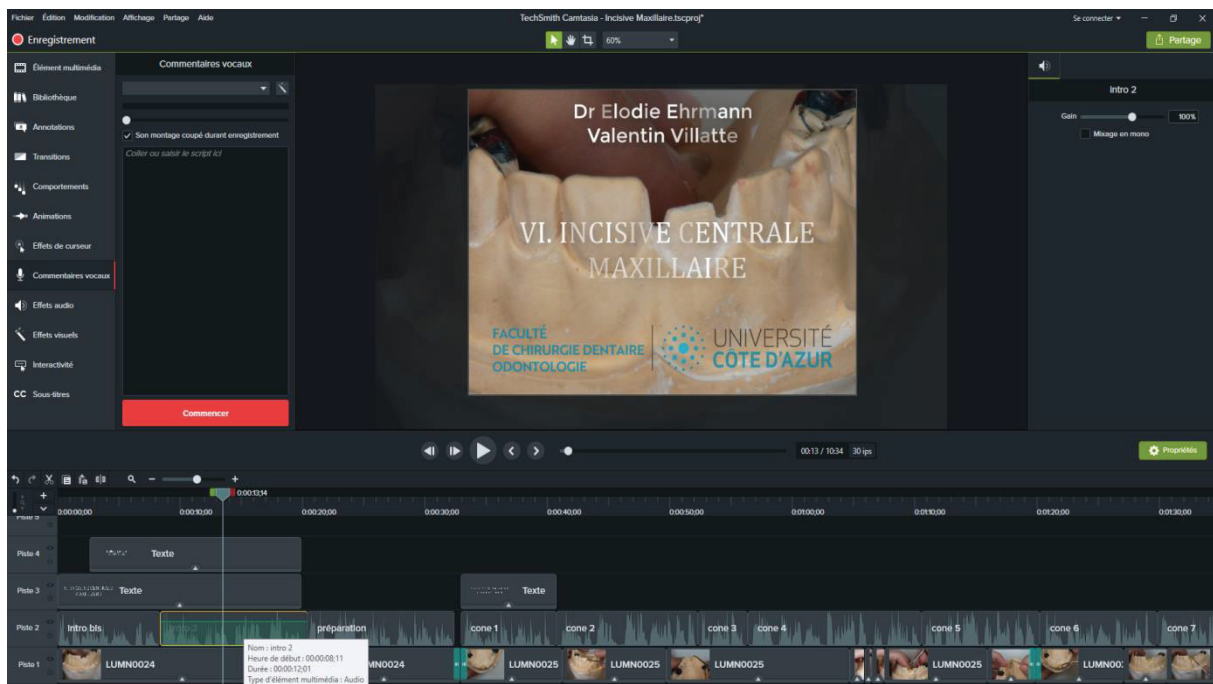 Fichier Édition Modification Affichage Partage Aide
TechSmith Camtasia - Incisive Maxillaire.tscproj*
Se connecter
Enregistrement
60%
Partage
Élément multimédia
Bibliothèque
Annotations
Transitions
Comportements
Animations
Effets de curseur
Commentaires vocaux
Effets audio
Effets visuels
Interactivité
CC Sous-titres
Commentaires vocaux
Son montage coupé durant enregistrement
Coller ou saisir le script ici
Commencer
Dr Elodie Ehrmann
Valentin Villatte
VI. INCISIVE CENTRALE
MAXILLAIRE
FACULTÉ
DE CHIRURGIE DENTAIRE
ODONTOLOGIE
UNIVERSITÉ
CÔTE D'AZUR
Intro 2
Gain 100%
Mixage en mono
00:13 / 10:34 30 ips
Propriétés
0:00:13;14
0:00:00;00 0:00:10;00 0:00:20;00 0:00:30;00 0:00:40;00 0:00:50;00 0:01:00;00 0:01:10;00 0:01:20;00 0:01:30;00
Piste 5
Piste 4 Texte
Piste 3 Texte Texte
Piste 2 Intro bis intro 2 préparation cone 1 cone 2 cone 3 cone 4 cone 5 cone 6 cone 7
Nom : intro 2
Heure de début : 00:00:08;11
Durée : 00:00:12;01
Type d'élément multimédia : Audio
Piste 1 LUMN0024 MN0024 LUMN0025 LUMN0025 LUMN0025 LUMN0025 LUMN00